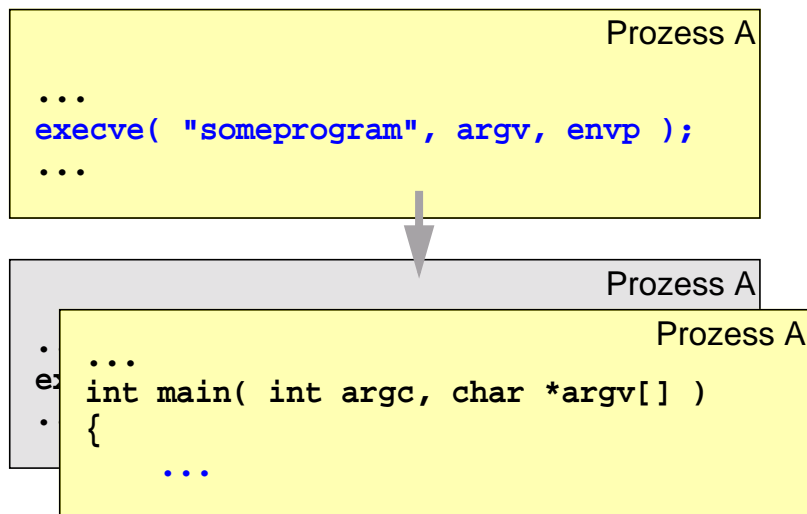 Prozess A
...
execve( "someprogram", argv, envp );
...
Prozess A
Prozess A
...
int main( int argc, char *argv[] )
{
...